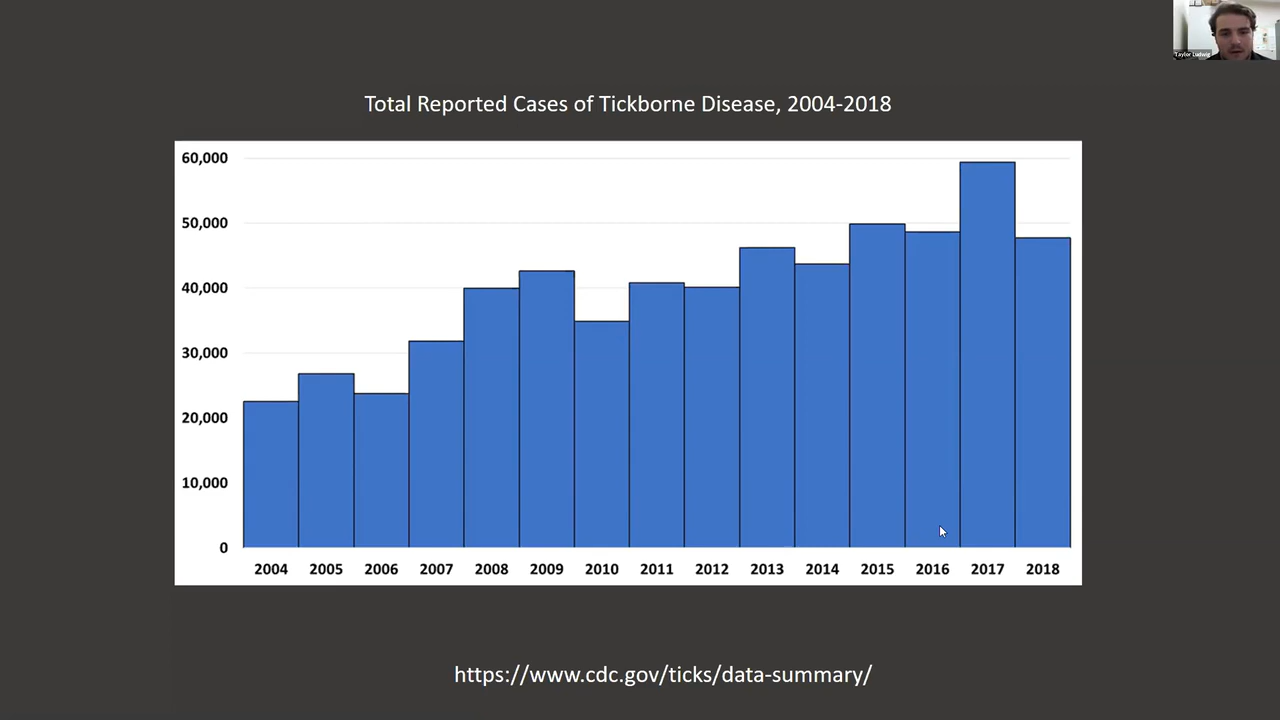 Taylor Ludwig
Total Reported Cases of Tickborne Disease, 2004-2018
60,000
50,000
40,000
30,000
20,000
10,000
0
2004 2005 2006 2007 2008 2009 2010 2011 2012 2013 2014 2015 2016 2017 2018
https://www.cdc.gov/ticks/data-summary/